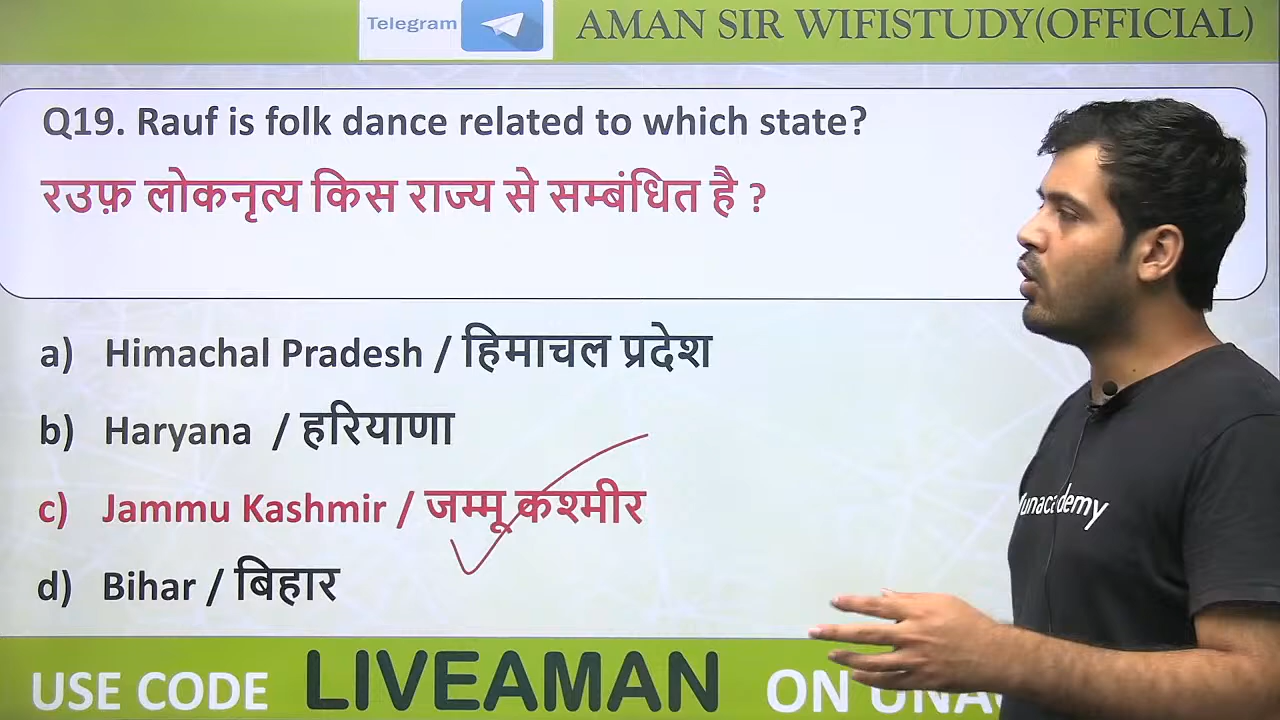 Telegram
AMAN SIR WIFISTUDY(OFFICIAL)
Q19. Rauf is folk dance related to which state?
रउफ़ लोकनृत्य किस राज्य से सम्बंधित है ?
a) Himachal Pradesh / हिमाचल प्रदेश
b) Haryana / हरियाणा
c) Jammu Kashmir / जम्मू कश्मीर
d) Bihar / बिहार
unacademy
USE CODE LIVEAMAN ON